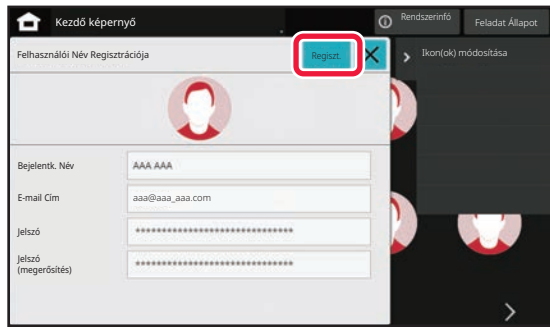 Kezdő képernyő
Rendszerinfó
Feladat Állapot
Felhasználói Név Regisztrációja
Regiszt.
Ikon(ok) módosítása
Bejelentk. Név
AAA AAA
E-mail Cím
aaa@aaa_aaa.com
Jelszó
********************************
Jelszó
(megerősítés)
********************************